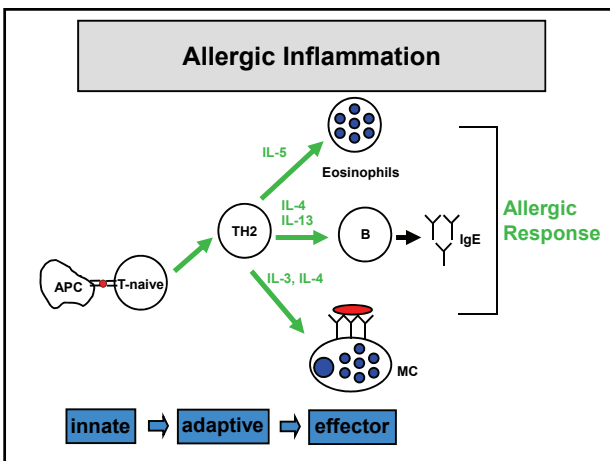 Allergic Inflammation
IL-5
Eosinophils
IL-4
IL-13
TH2
B
IgE
Allergic
Response
APC
T-naive
IL-3, IL-4
MC
innate
adaptive
effector